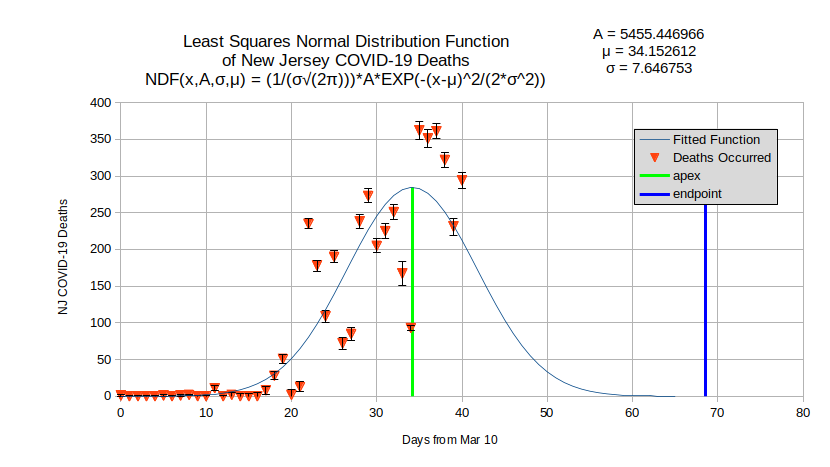 Least Squares Normal Distribution Function
of New Jersey COVID-19 Deaths
NDF(x,A,σ,μ) = (1/(σ√(2π)))*A*EXP(-(x-μ)^2/(2*σ^2))
A = 5455.446966
μ = 34.152612
σ = 7.646753
400
350
300
250
200
150
100
50
0
NJ COVID-19 Deaths
Fitted Function
Deaths Occurred
apex
endpoint
0 10 20 30 40 50 60 70 80
Days from Mar 10